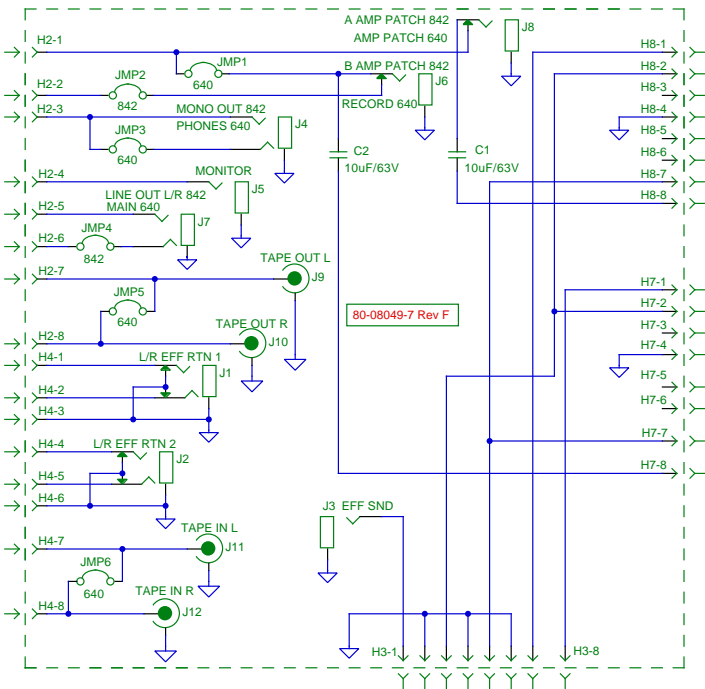 A AMP PATCH 842
J8
H2-1
AMP PATCH 640
H8-1
JMP1
B AMP PATCH 842
H8-2
JMP2
640
J6
H2-2
H8-3
842
RECORD 640
H2-3
MONO OUT 842
H8-4
JMP3
PHONES 640
J4
H8-5
640
C2
C1
H8-6
10uF/63V
10uF/63V
H2-4
MONITOR
H8-7
J5
H8-8
LINE OUT L/R 842
H2-5
MAIN 640
JMP4
J7
H2-6
842
TAPE OUT L
H2-7
J9
H7-1
JMP5
H7-2
640
TAPE OUT R
80-08049-7 Rev F
H7-3
H2-8
J10
H7-4
H4-1
L/R EFF RTN 1
J1
H7-5
H4-2
H7-6
H4-3
H7-7
H4-4
L/R EFF RTN 2
J2
H7-8
H4-5
H4-6
J3 EFF SND
TAPE IN L
H4-7
J11
JMP6
640
TAPE IN R
H4-8
J12
H3-1
H3-8